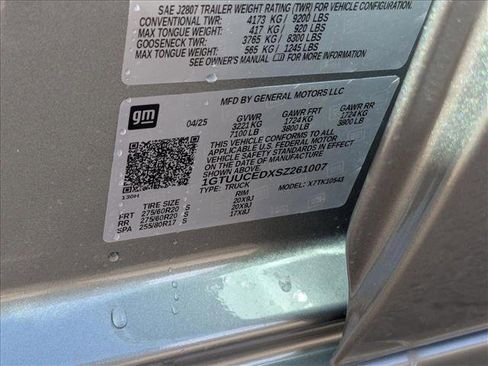 SAE J2807 TRAILER WEIGHT RATING (TWR) FOR VEHICLE CONFIGURATION.
CONVENTIONAL TWR: 4173 KG / 9200 LBS
MAX TONGUE WT: 417 KG / 920 LBS
GOOSENECK TWR: 3765 KG / 8300 LBS
MAX TONGUE WT: 565 KG / 1245 LBS
SEE OWNER'S MANUAL FOR MORE INFORMATION
gm
MFD BY GENERAL MOTORS LLC
04/25 GVWR GAWR FRT GAWR RR
3221 KG 1724 KG 1724 KG
7100 LB 3800 LB 3800 LB
THIS VEHICLE CONFORMS TO ALL
APPLICABLE U.S. FEDERAL MOTOR
VEHICLE SAFETY STANDARDS IN EFFECT
ON THE DATE OF MANUFACTURE
SHOWN ABOVE.
1GTUUCEDXSZ261007
TYPE: TRUCK MODEL: X7TK10543
130H
TIRE SIZE RIM
FRT 275/60R20 S 20X9J
RR 275/60R20 S 20X9J
SPA 255/80R17 S 17X8J